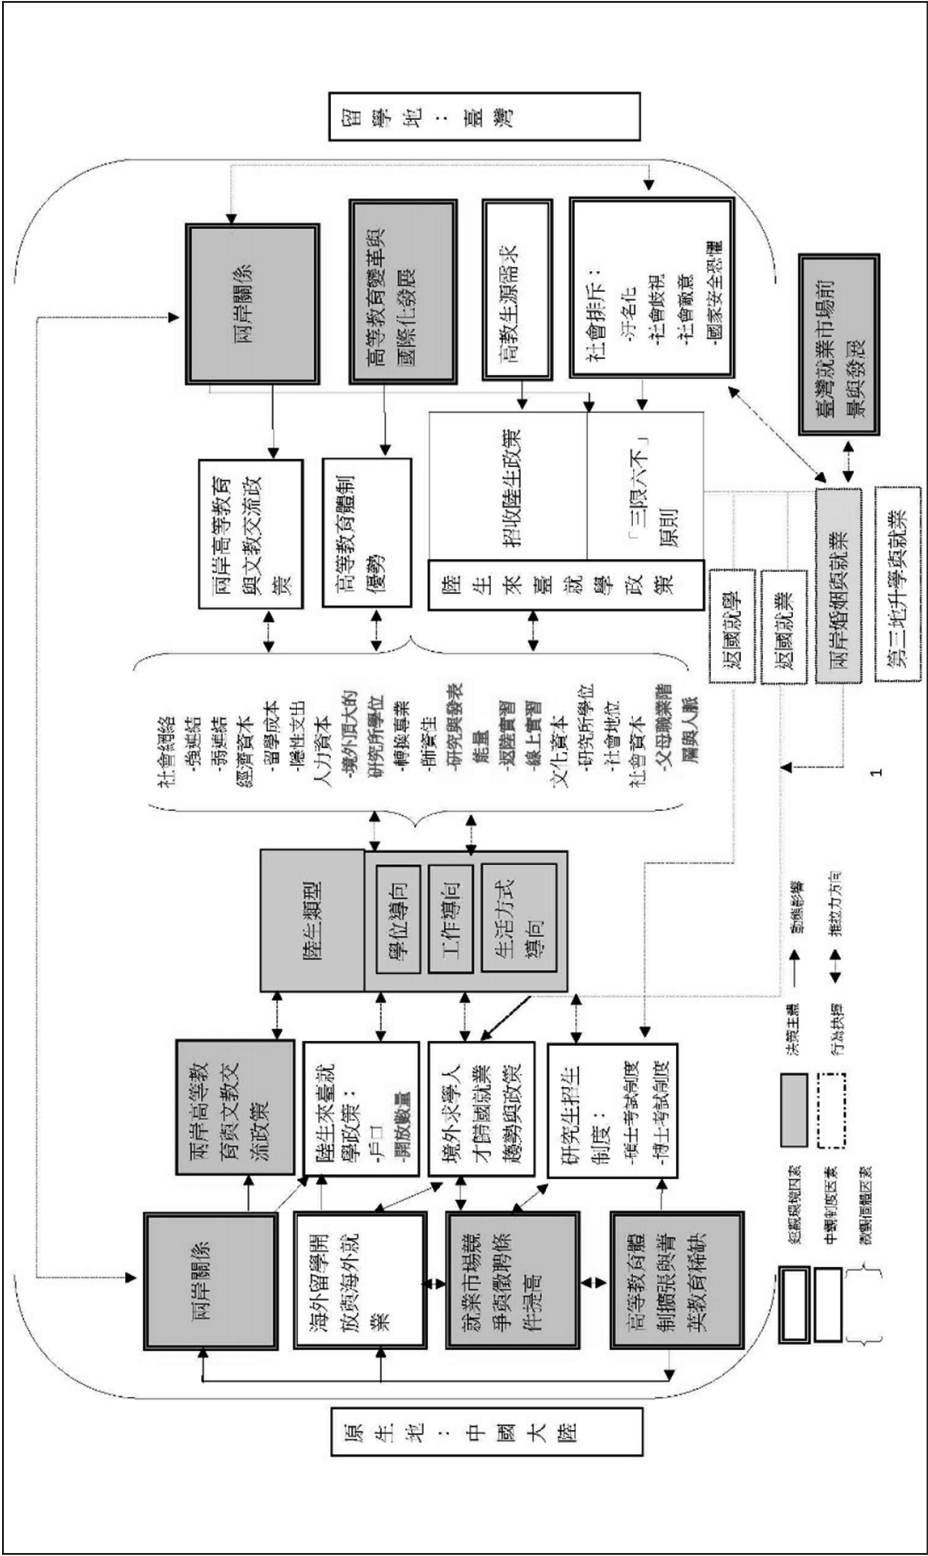 原生地：中國大陸
兩岸關係
海外留學開
放與海外就
業
就業市場競
爭與徵聘條
件提高
高等教育體
制擴張與菁
英教育稀缺
兩岸高等教
育與文教交
流政策
陸生來臺就
學政策：
-戶口
-開放數量
境外求學人
才歸國就業
趨勢與政策
研究生招生
制度：
-碩士考試制度
-博士考試制度
陸生類型
學位導向
工作導向
生活方式
導向
社會網絡
-強連結
-弱連結
經濟資本
-留學成本
-隱性支出
人力資本
-境外頂大的
研究所學位
-轉換專業
-師資生
-研究與發表
能量
-返陸實習
-線上實習
文化資本
-研究所學位
-社會地位
社會資本
-父母職業階
層與人脈
兩岸高等教育
與文教交流政
策
高等教育體制
優勢
陸生來臺就學政策
招收陸生政策
「三限六不」
原則
兩岸關係
高等教育變革與
國際化發展
高教生源需求
社會排斥：
-汙名化
-社會歧視
-社會敵意
-國家安全恐懼
留學地：臺灣
返國就學
返國就業
兩岸婚姻與就業
第三地升學與就業
臺灣就業市場前
景與發展
1
鉅觀環境因素
中觀制度因素
微觀個體因素
決策主體
行為抉擇
動態影響
推拉力方向